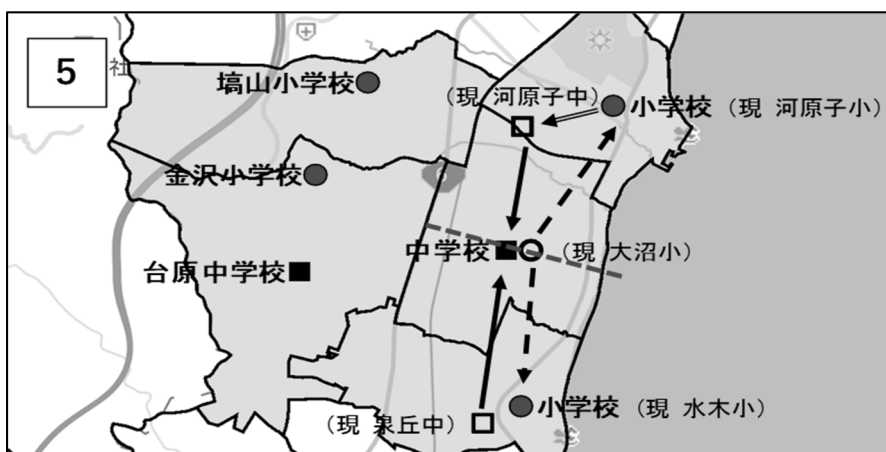 5
社
塙山小学校
(現 河原子中)
小学校 (現 河原子小)
金沢小学校
中学校
(現 大沼小)
台原中学校
小学校 (現 水木小)
(現 泉丘中)